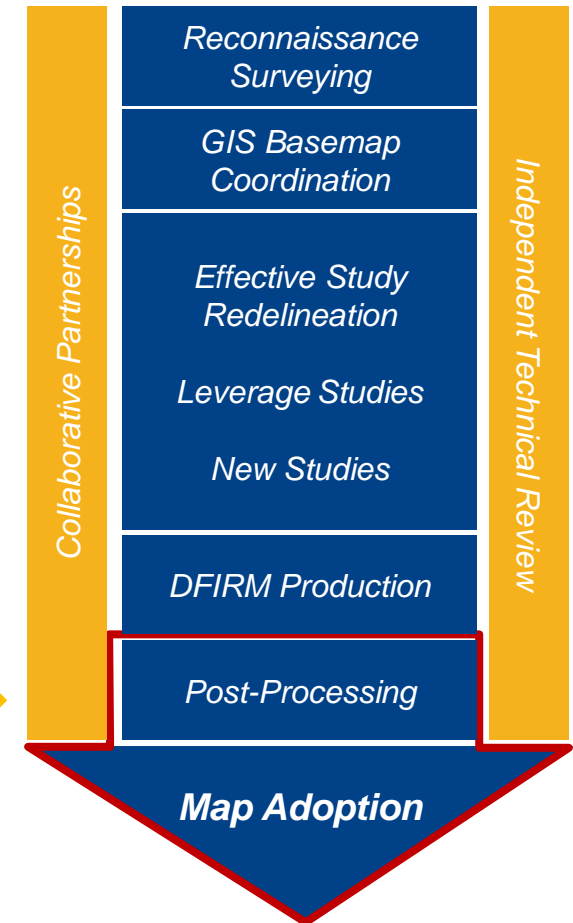 Reconnaissance
Surveying
GIS Basemap
Coordination
Effective Study
Redelineation
Leverage Studies
New Studies
DFIRM Production
Post-Processing
Map Adoption
Collaborative Partnerships
Independent Technical Review